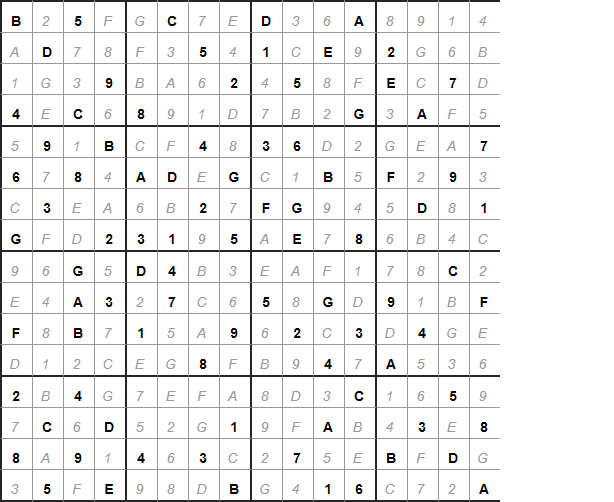 B 2 5 F G C 7 E D 3 6 A 8 9 1 4
A D 7 8 F 3 5 4 1 C E 9 2 G 6 B
1 G 3 9 B A 6 2 4 5 8 F E C 7 D
4 E C 6 8 9 1 D 7 B 2 G 3 A F 5
5 9 1 B C F 4 8 3 6 D 2 G E A 7
6 7 8 4 A D E G C 1 B 5 F 2 9 3
C 3 E A 6 B 2 7 F G 9 4 5 D 8 1
G F D 2 3 1 9 5 A E 7 8 6 B 4 C
9 6 G 5 D 4 B 3 E A F 1 7 8 C 2
E 4 A 3 2 7 C 6 5 8 G D 9 1 B F
F 8 B 7 1 5 A 9 6 2 C 3 D 4 G E
D 1 2 C E G 8 F B 9 4 7 A 5 3 6
2 B 4 G 7 E F A 8 D 3 C 1 6 5 9
7 C 6 D 5 2 G 1 9 F A B 4 3 E 8
8 A 9 1 4 6 3 C 2 7 5 E B F D G
3 5 F E 9 8 D B G 4 1 6 C 7 2 A